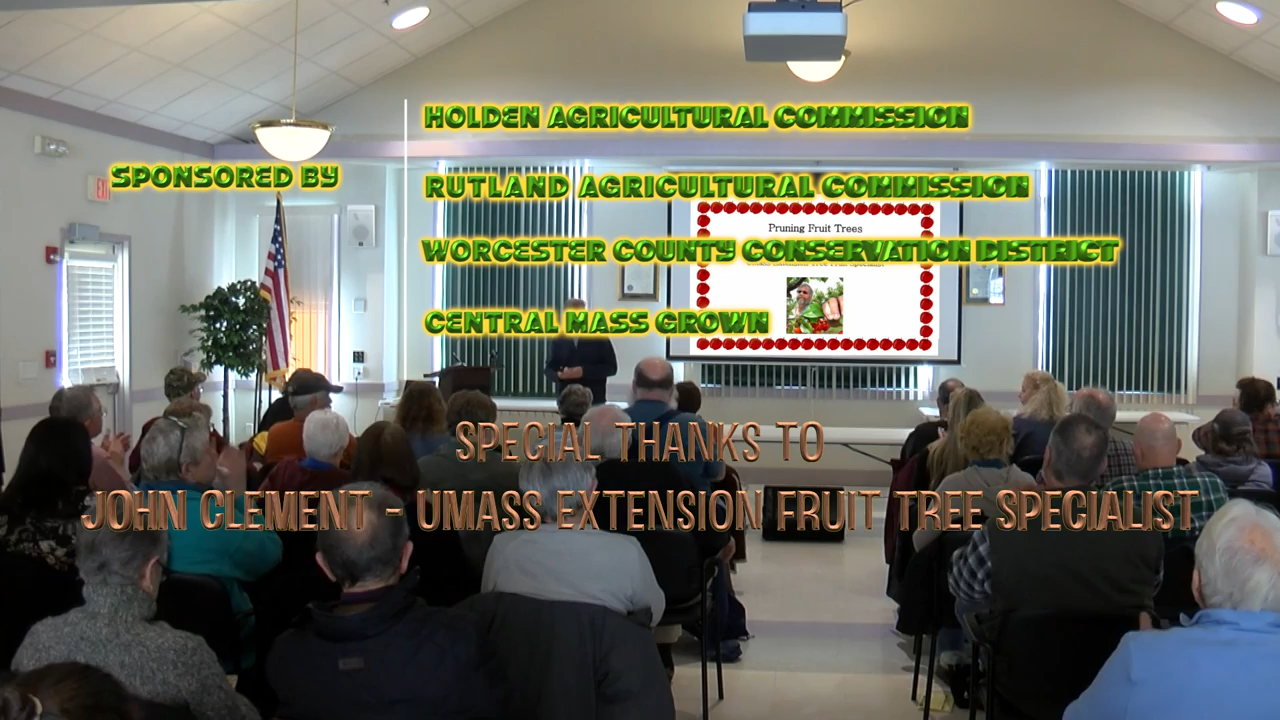 SPONSORED BY
HOLDEN AGRICULTURAL COMMISSION
RUTLAND AGRICULTURAL COMMISSION
WORCESTER COUNTY CONSERVATION DISTRICT
CENTRAL MASS GROWN
Pruning Fruit Trees
SPECIAL THANKS TO
JOHN CLEMENT - UMASS EXTENSION FRUIT TREE SPECIALIST